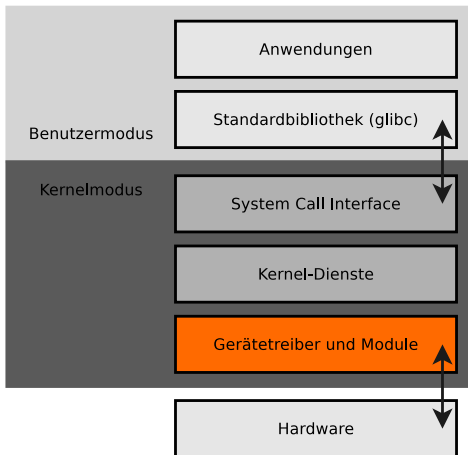 Anwendungen
Standardbibliothek (glibc)
Benutzermodus
Kernelmodus
System Call Interface
Kernel-Dienste
Gerätetreiber und Module
Hardware